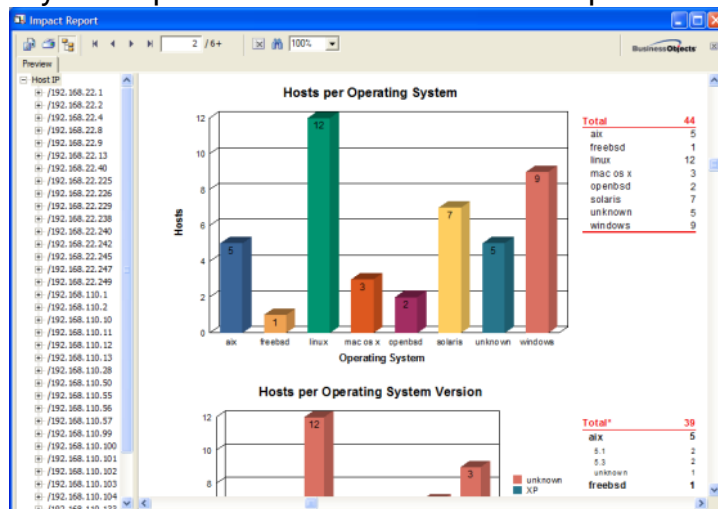 Impact Report
2 /6+
100%
BusinessObjects
Preview
Host IP
/192.168.22.1
/192.168.22.2
/192.168.22.4
/192.168.22.8
/192.168.22.9
/192.168.22.13
/192.168.22.40
/192.168.22.225
/192.168.22.226
/192.168.22.229
/192.168.22.238
/192.168.22.240
/192.168.22.242
/192.168.22.245
/192.168.22.247
/192.168.22.249
/192.168.110.1
/192.168.110.2
/192.168.110.10
/192.168.110.11
/192.168.110.12
/192.168.110.13
/192.168.110.28
/192.168.110.50
/192.168.110.55
/192.168.110.56
/192.168.110.57
/192.168.110.99
/192.168.110.100
/192.168.110.101
/192.168.110.102
/192.168.110.103
/192.168.110.104
Hosts per Operating System
Hosts
12
10
8
6
4
2
0
5
1
12
3
2
7
5
9
aix freebsd linux mac os x openbsd solaris unknown windows
Operating System
Total 44
aix 5
freebsd 1
linux 12
mac os x 3
openbsd 2
solaris 7
unknown 5
windows 9
Hosts per Operating System Version
12
10
8
12
3
unknown
XP
Total* 39
aix 5
5.1 2
5.3 2
unknown 1
freebsd 1